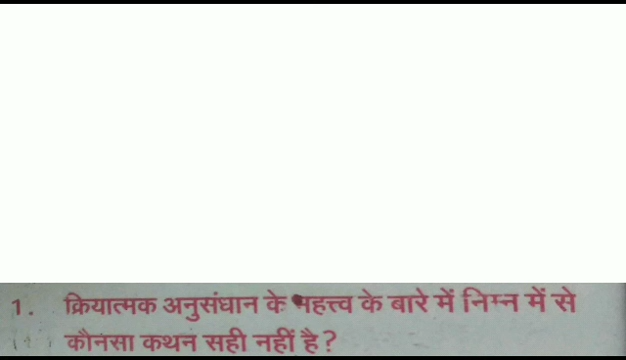 1. क्रियात्मक अनुसंधान के महत्त्व के बारे में निम्न में से
कौनसा कथन सही नहीं है?